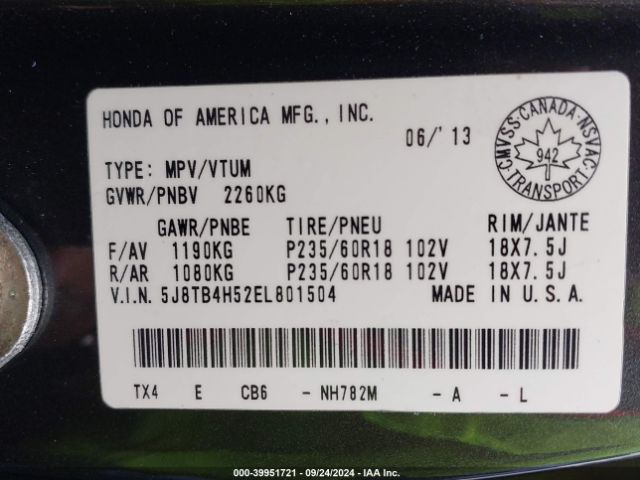 HONDA OF AMERICA MFG., INC.
06/'13
CMVSS·CANADA·NSVAC·TRANSPORT
942
TYPE: MPV/VTUM
GVWR/PNBV 2260KG
GAWR/PNBE TIRE/PNEU RIM/JANTE
F/AV 1190KG P235/60R18 102V 18X7.5J
R/AR 1080KG P235/60R18 102V 18X7.5J
V.I.N. 5J8TB4H52EL801504 MADE IN U.S.A.
TX4 E CB6 - NH782M - A - L
000-39951721 - 09/24/2024 - IAA Inc.